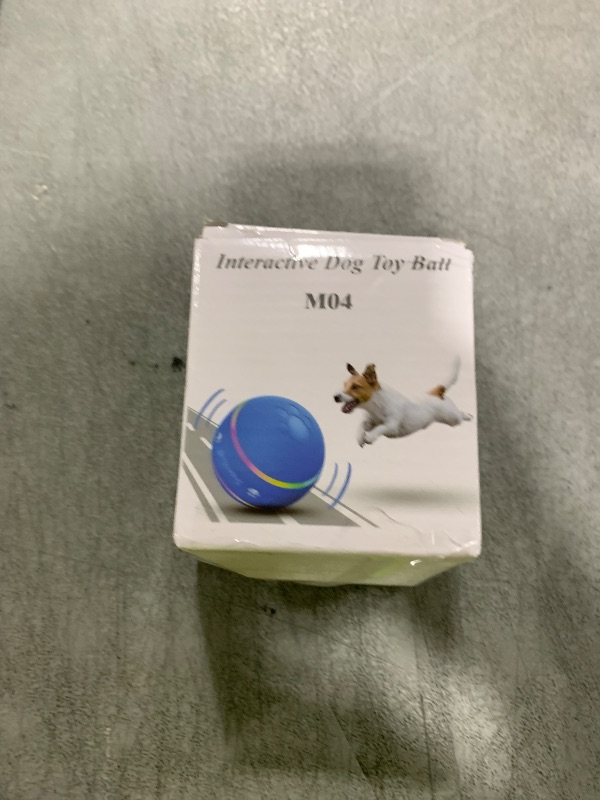 Interactive Dog Toy Ball
M04